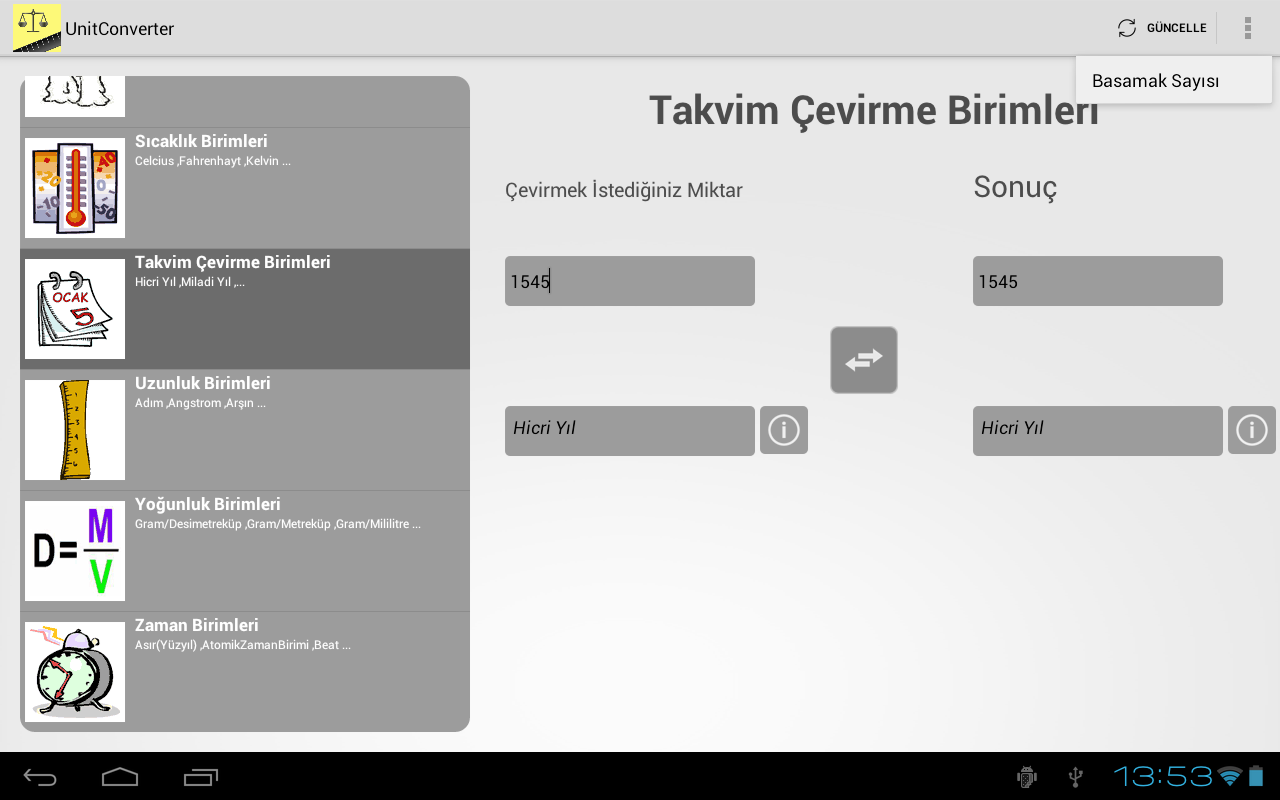 UnitConverter
GÜNCELLE
Basamak Sayısı
Sıcaklık Birimleri
Celcius ,Fahrenhayt ,Kelvin ...
Takvim Çevirme Birimleri
Hicri Yıl ,Miladi Yıl ,...
OCAK
5
Uzunluk Birimleri
Adım ,Angstrom ,Arşın ...
Yoğunluk Birimleri
Gram/Desimetreküp ,Gram/Metreküp ,Gram/Mililitre ...
D= M
V
Zaman Birimleri
Asır(Yüzyıl) ,AtomikZamanBirimi ,Beat ...
Takvim Çevirme Birimleri
Çevirmek İstediğiniz Miktar
Sonuç
1545
1545
Hicri Yıl
Hicri Yıl
13:53